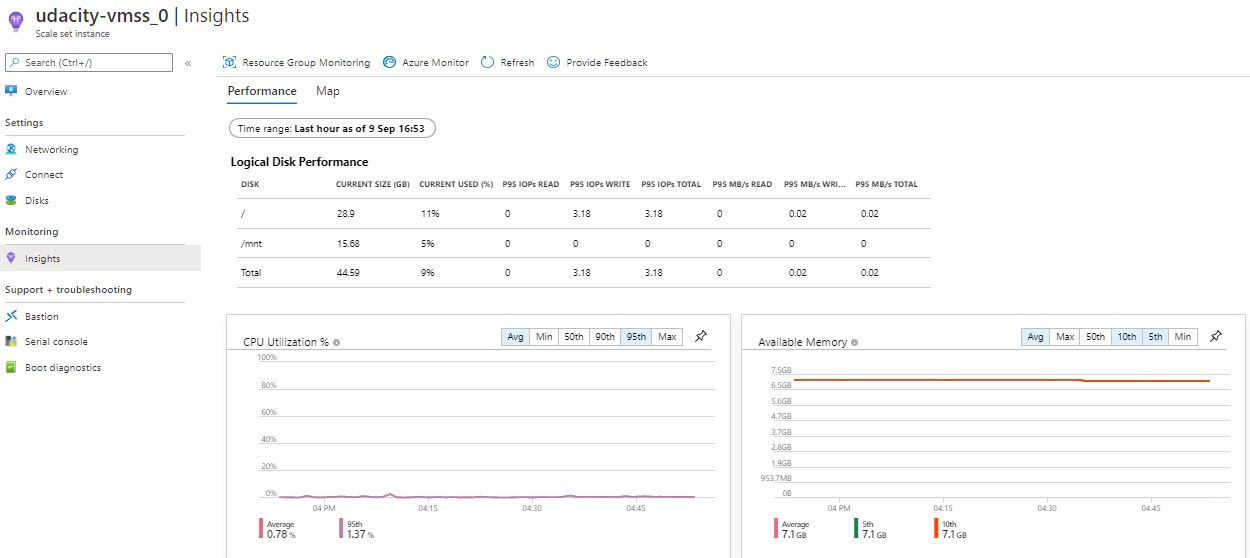 udacity-vmss_0 | Insights
Scale set instance
Search (Ctrl+/)
«
Overview
Settings
Networking
Connect
Disks
Monitoring
Insights
Support + troubleshooting
Bastion
Serial console
Boot diagnostics
Resource Group Monitoring Azure Monitor Refresh Provide Feedback
Performance Map
Time range: Last hour as of 9 Sep 16:53
Logical Disk Performance
DISK CURRENT SIZE (GB) CURRENT USED (%) P95 IOPs READ P95 IOPs WRITE P95 IOPs TOTAL P95 MB/s READ P95 MB/s WRI... P95 MB/s TOTAL
/ 28.9 11% 0 3.18 3.18 0 0.02 0.02
/mnt 15.68 5% 0 0 0 0 0 0
Total 44.59 9% 0 3.18 3.18 0 0.02 0.02
CPU Utilization % Avg Min 50th 90th 95th Max
100%
80%
60%
40%
20%
0%
04 PM 04:15 04:30 04:45
Average 95th
0.78 % 1.37 %
Available Memory Avg Max 50th 10th 5th Min
7.5GB
6.5GB
5.6GB
4.7GB
3.7GB
2.8GB
1.9GB
953.7MB
0B
04 PM 04:15 04:30 04:45
Average 5th 10th
7.1 GB 7.1 GB 7.1 GB